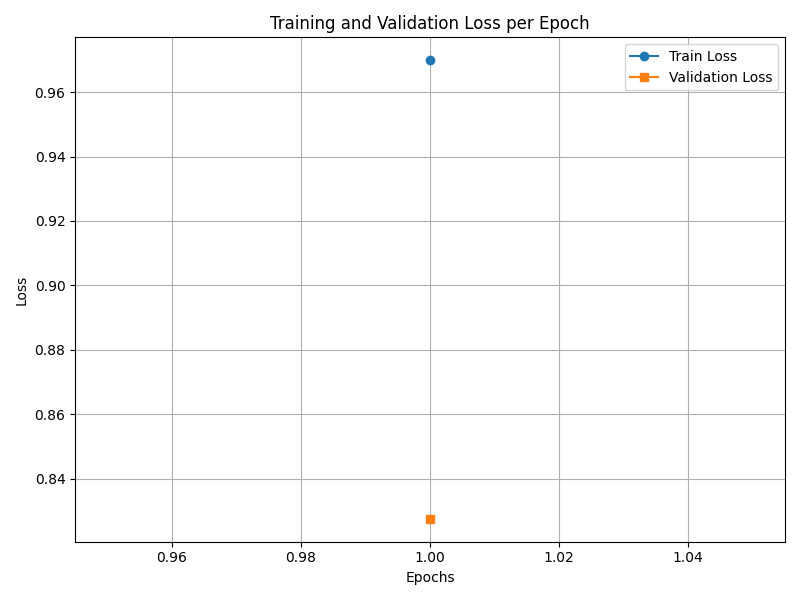 Training and Validation Loss per Epoch
Train Loss
Validation Loss
0.96
0.94
0.92
0.90
0.88
0.86
0.84
Loss
0.96 0.98 1.00 1.02 1.04
Epochs